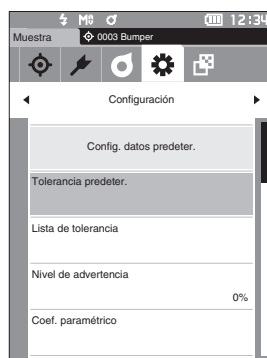 M 12:34
Muestra 0003 Bumper
Configuración
Config. datos predeter.
Tolerancia predeter.
Lista de tolerancia
Nivel de advertencia
0%
Coef. paramétrico